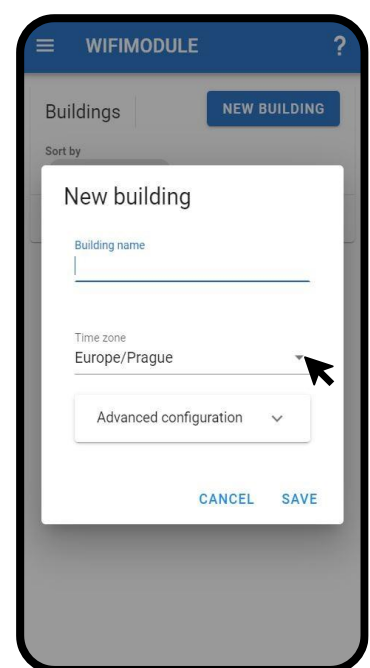 WIFIMODULE ?
Buildings NEW BUILDING
Sort by
New building
Building name
Time zone
Europe/Prague
Advanced configuration
CANCEL SAVE